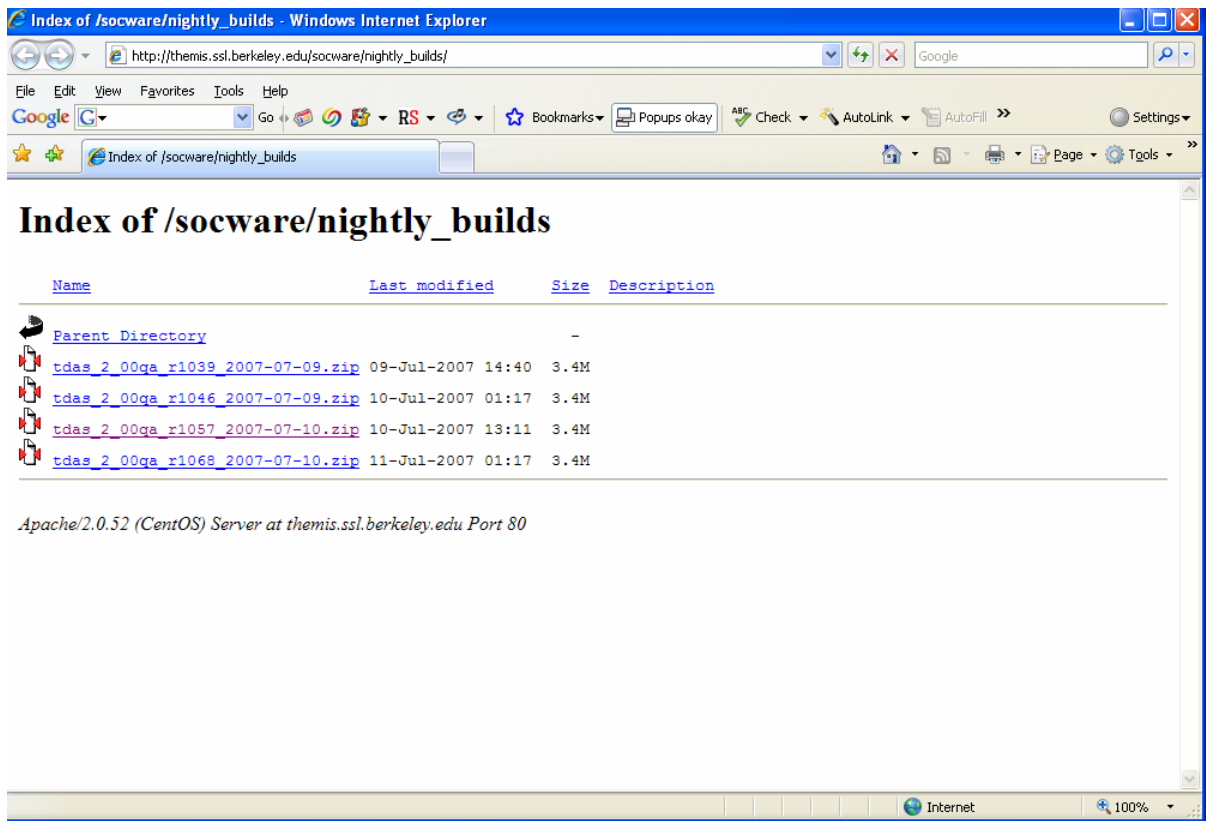 Index of /socware/nightly_builds - Windows Internet Explorer
http://themis.ssl.berkeley.edu/socware/nightly_builds/ Google
File Edit View Favorites Tools Help
Google G Go RS Bookmarks Popups okay ABC Check AutoLink AutoFill Settings
Index of /socware/nightly_builds Page Tools
Index of /socware/nightly_builds
Name Last modified Size Description
Parent Directory -
tdas_2_00qa_r1039_2007-07-09.zip 09-Jul-2007 14:40 3.4M
tdas_2_00qa_r1046_2007-07-09.zip 10-Jul-2007 01:17 3.4M
tdas_2_00qa_r1057_2007-07-10.zip 10-Jul-2007 13:11 3.4M
tdas_2_00qa_r1068_2007-07-10.zip 11-Jul-2007 01:17 3.4M
Apache/2.0.52 (CentOS) Server at themis.ssl.berkeley.edu Port 80
Internet 100%